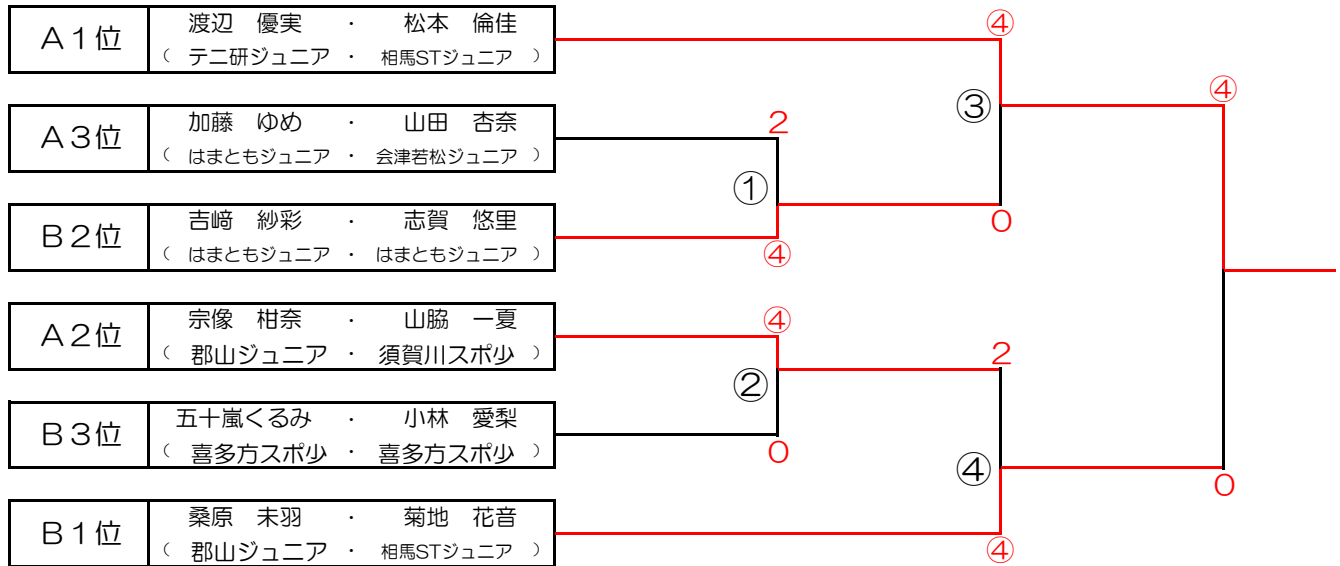 A1位
渡辺 優実 ・ 松本 倫佳
( テニ研ジュニア ・ 相馬STジュニア )
A3位
加藤 ゆめ ・ 山田 杏奈
( はまともジュニア ・ 会津若松ジュニア )
B2位
吉﨑 紗彩 ・ 志賀 悠里
( はまともジュニア ・ はまともジュニア )
A2位
宗像 柑奈 ・ 山脇 一夏
( 郡山ジュニア ・ 須賀川スポ少 )
B3位
五十嵐くるみ ・ 小林 愛梨
( 喜多方スポ少 ・ 喜多方スポ少 )
B1位
桑原 未羽 ・ 菊地 花音
( 郡山ジュニア ・ 相馬STジュニア )
2
①
④
④
②
0
④
③
0
2
④
④
④
0